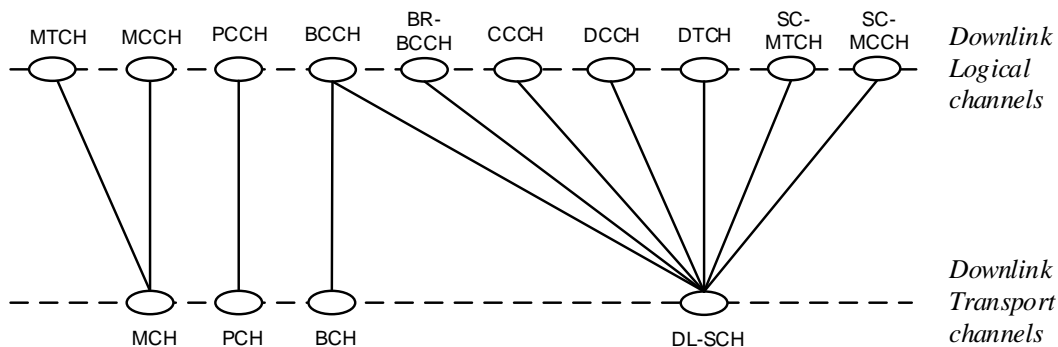 MTCH
MCCH
PCCH
BCCH
BR-
BCCH
CCCH
DCCH
DTCH
SC-
MTCH
SC-
MCCH
Downlink
Logical
channels
MCH
PCH
BCH
DL-SCH
Downlink
Transport
channels